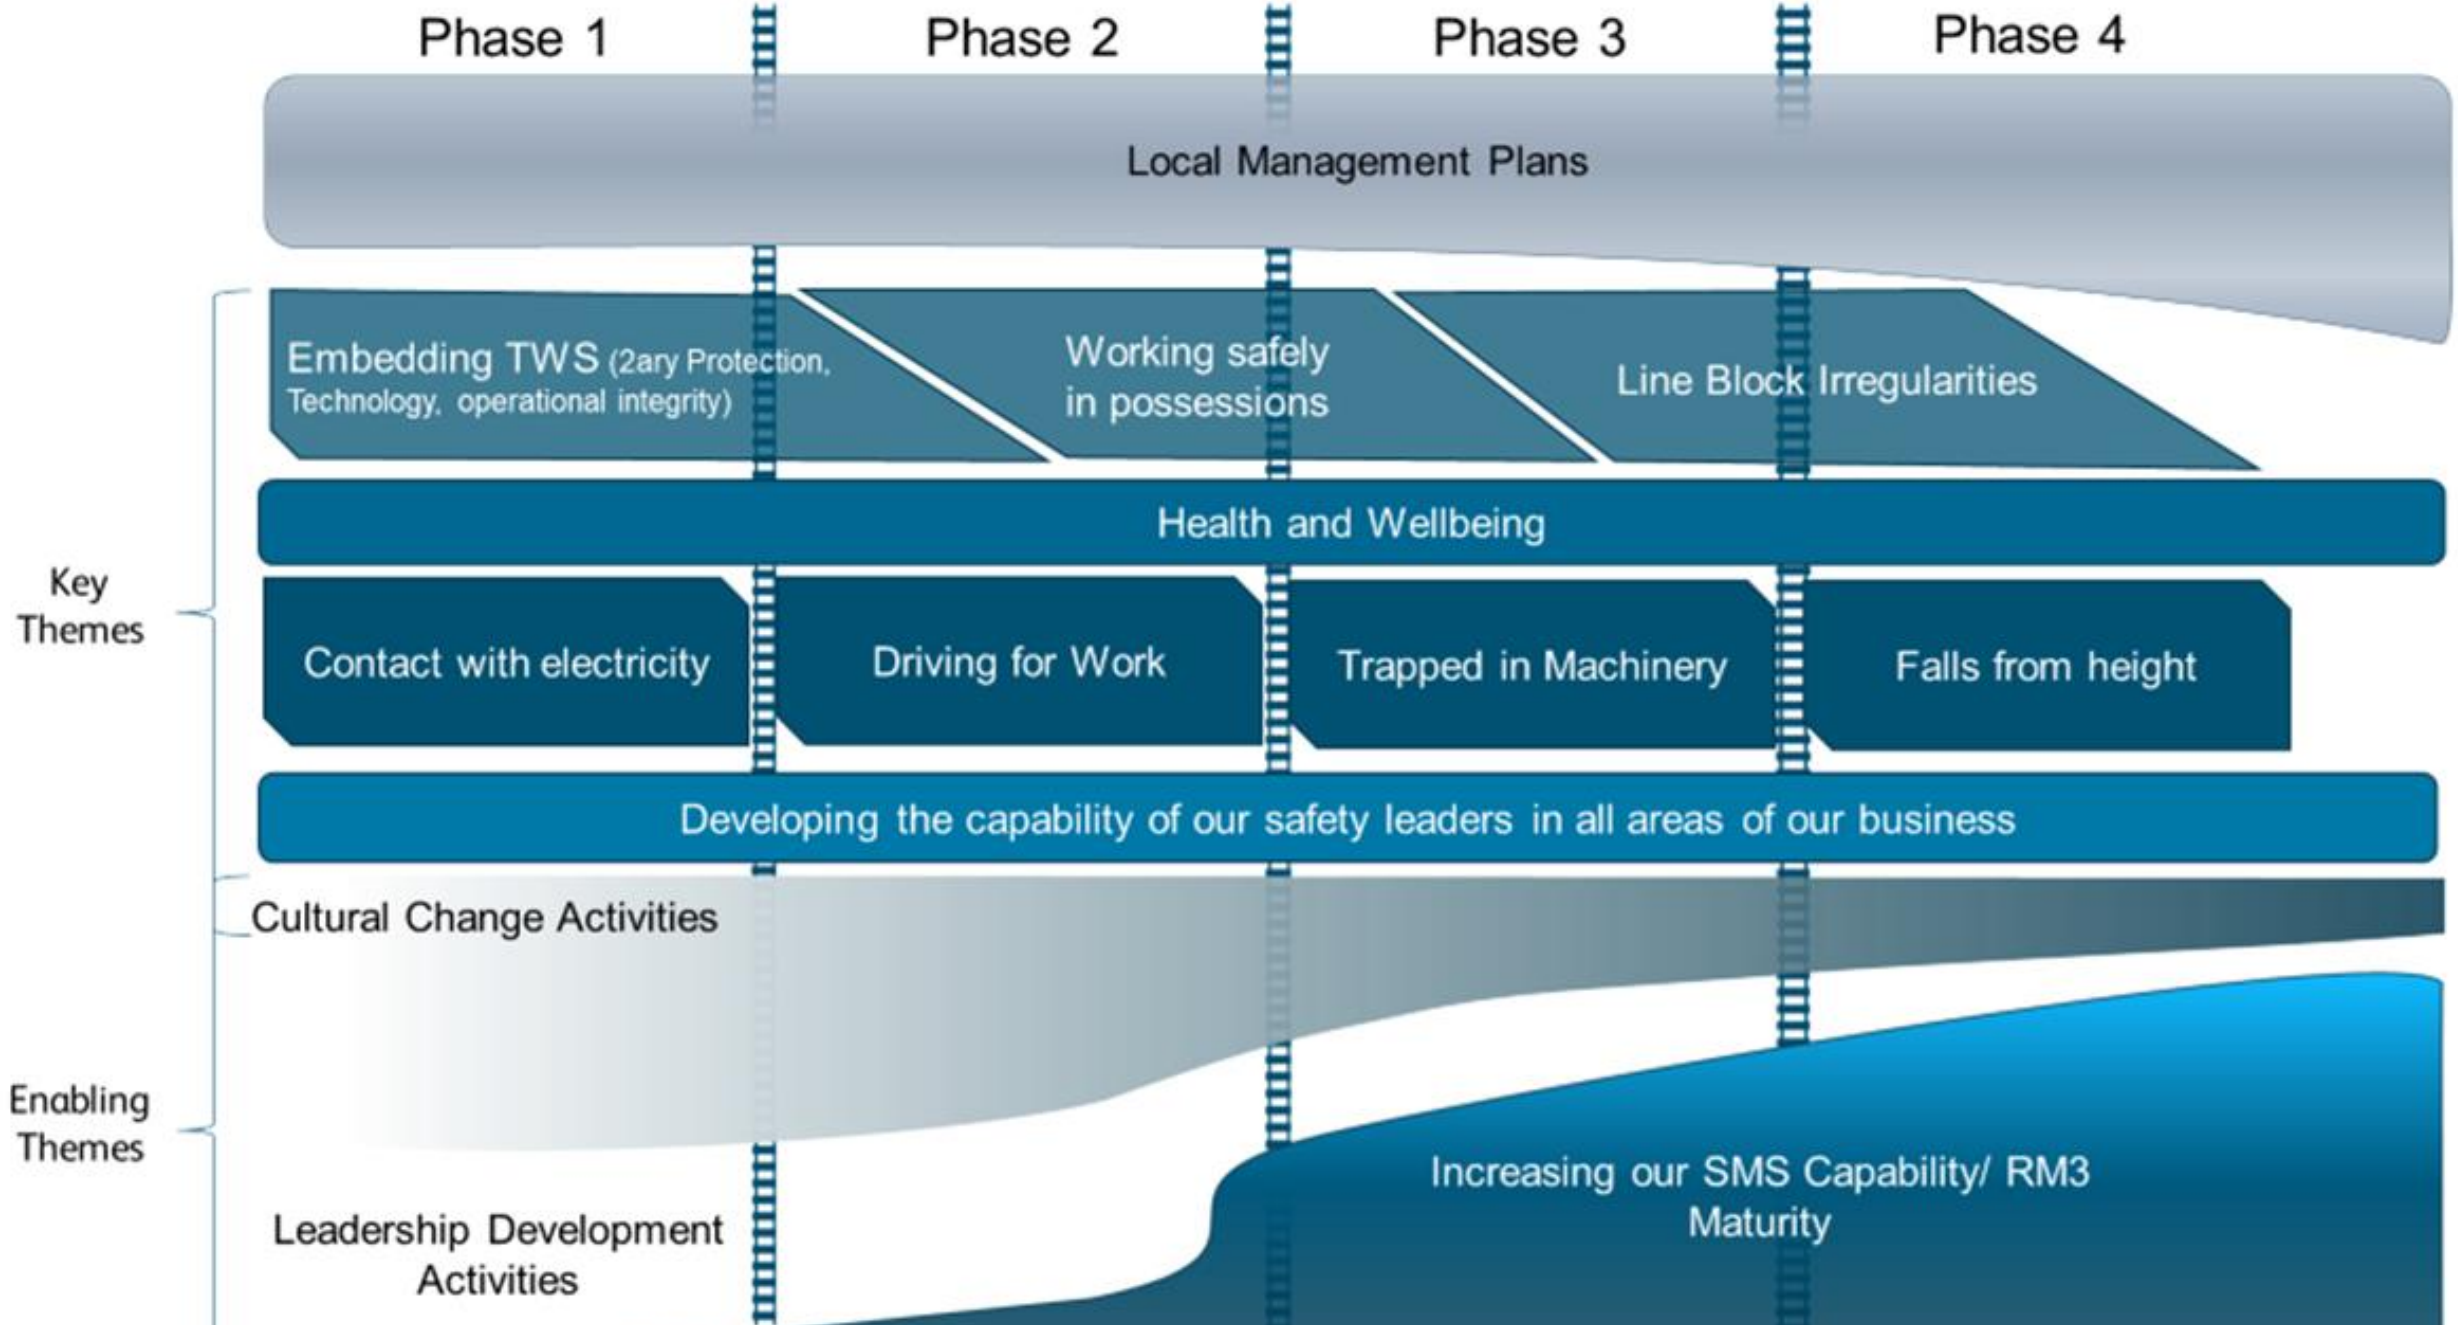 Phase 1
Phase 2
Phase 3
Phase 4
Local Management Plans
Embedding TWS (2ary Protection,
Technology, operational integrity)
Working safely
in possessions
Line Block Irregularities
Health and Wellbeing
Key
Themes
Contact with electricity
Driving for Work
Trapped in Machinery
Falls from height
Developing the capability of our safety leaders in all areas of our business
Cultural Change Activities
Enabling
Themes
Leadership Development
Activities
Increasing our SMS Capability/ RM3
Maturity